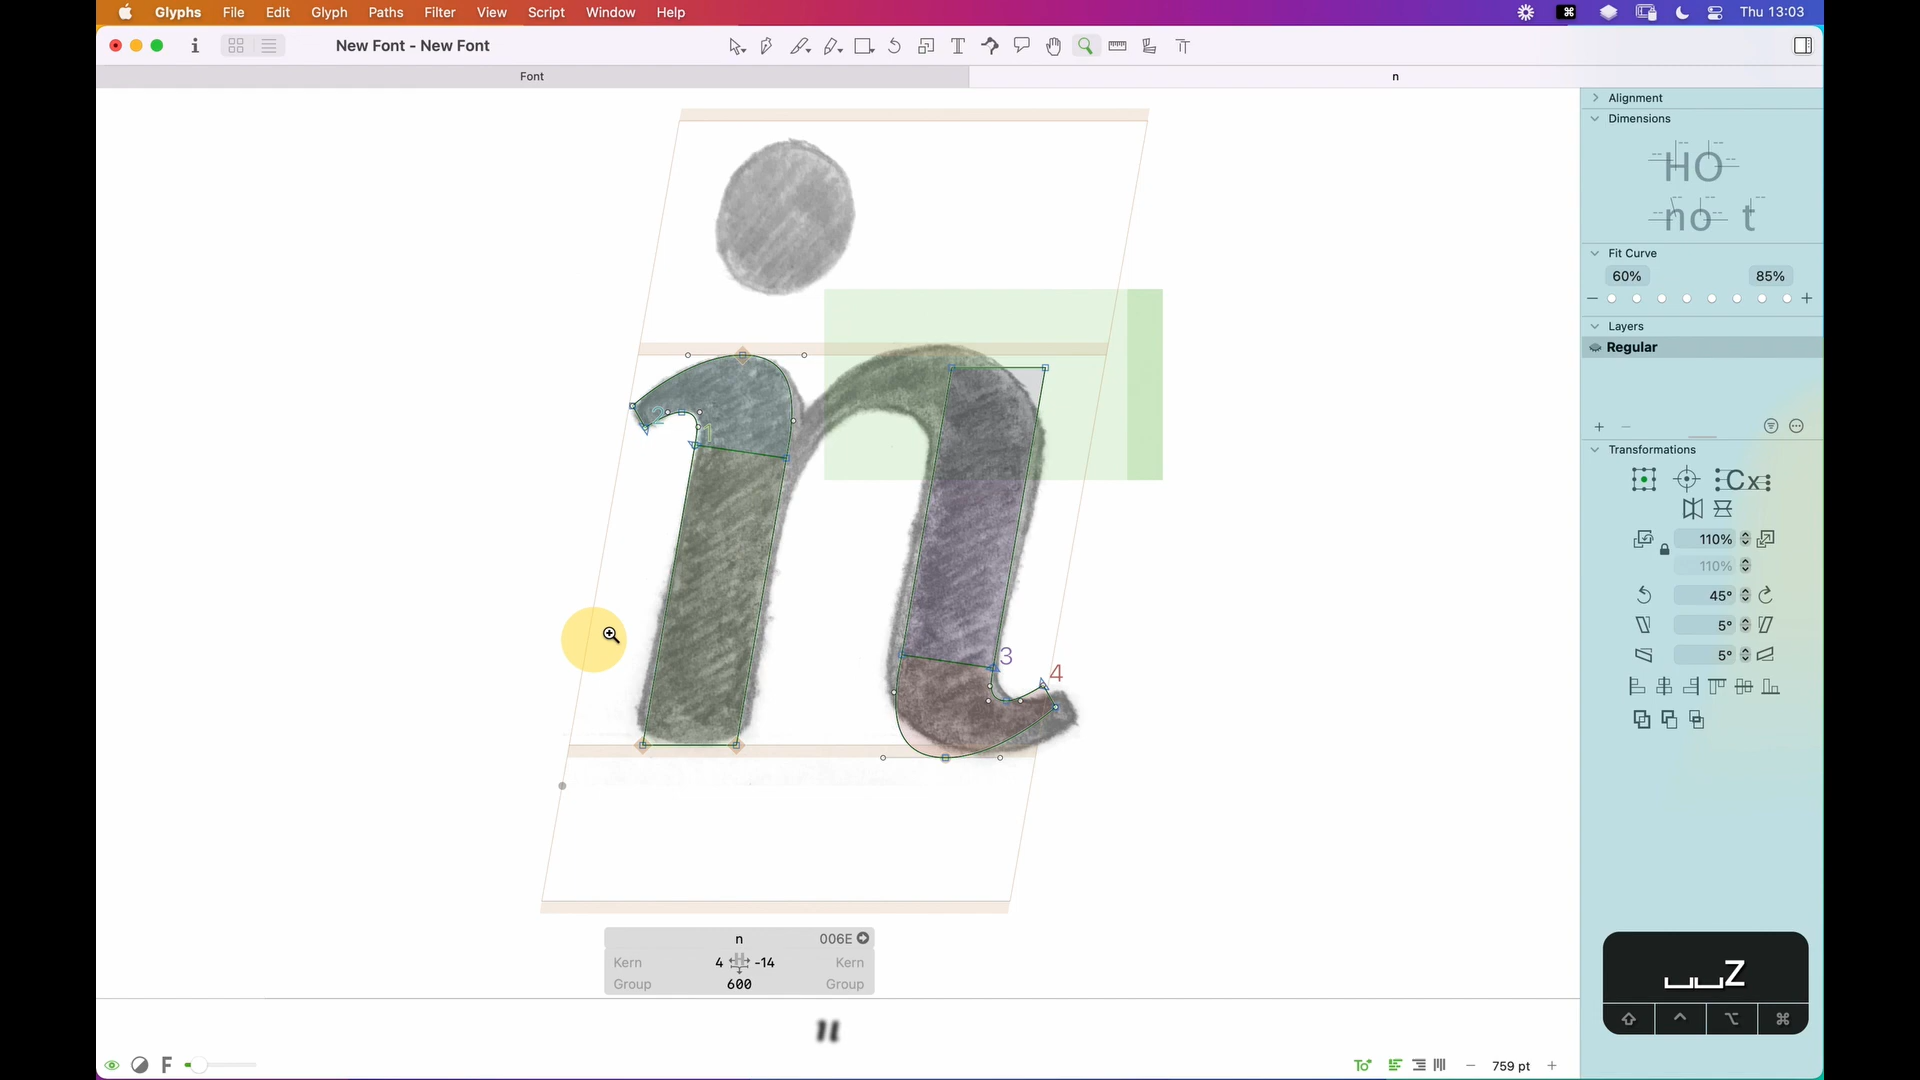 Glyphs File Edit Glyph Paths Filter View Script Window Help Thu 13:03
New Font - New Font
Font n
Alignment
Dimensions
HO
no t
Fit Curve
60% 85%
Layers
Regular
Transformations
Cx
110%
110%
45°
5°
5°
2
1
3
4
n 006E
Kern 4 H -14 Kern
Group 600 Group
Z
n
F
To
759 pt